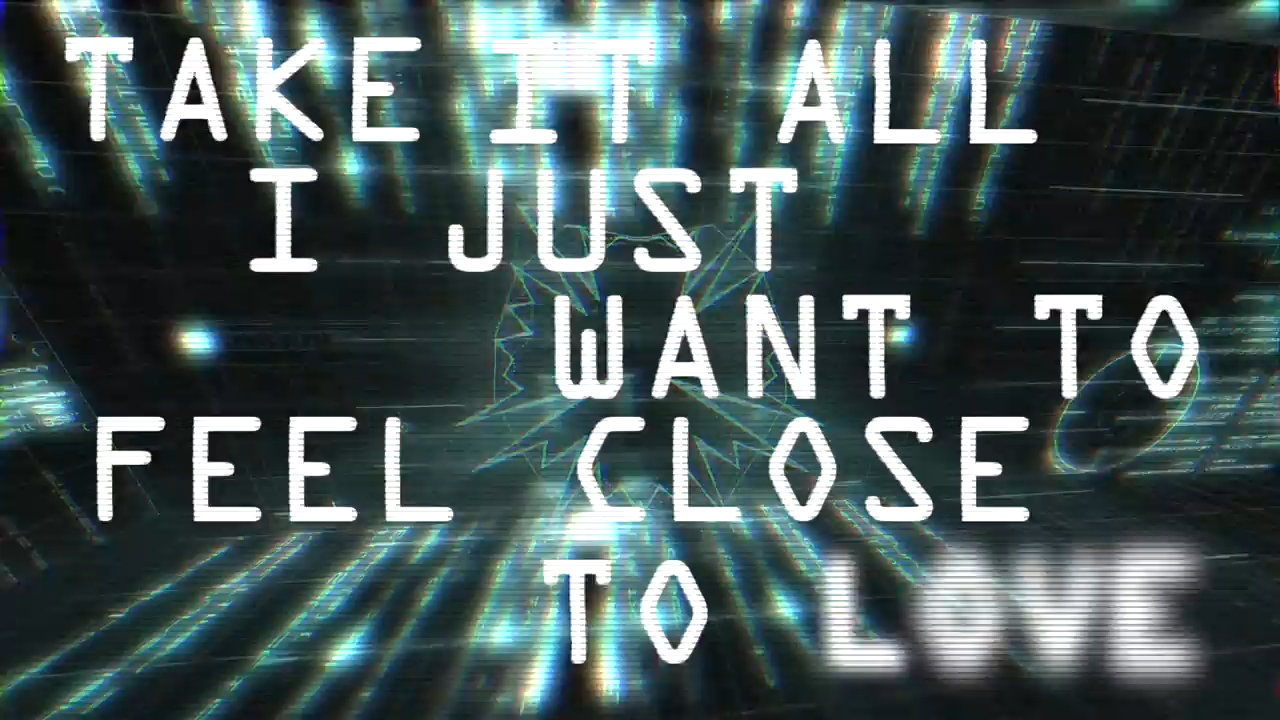 TAKE IT ALL
I JUST
WANT TO
FEEL CLOSE
TO LOVE